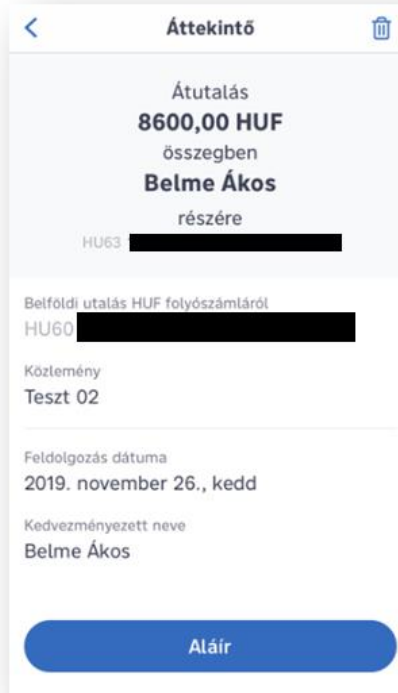 Áttekintő
Átutalás
8600,00 HUF
összegben
Belme Ákos
részére
HU63
Belföldi utalás HUF folyószámláról
HU60
Közlemény
Teszt 02
Feldolgozás dátuma
2019. november 26., kedd
Kedvezményezett neve
Belme Ákos
Aláír